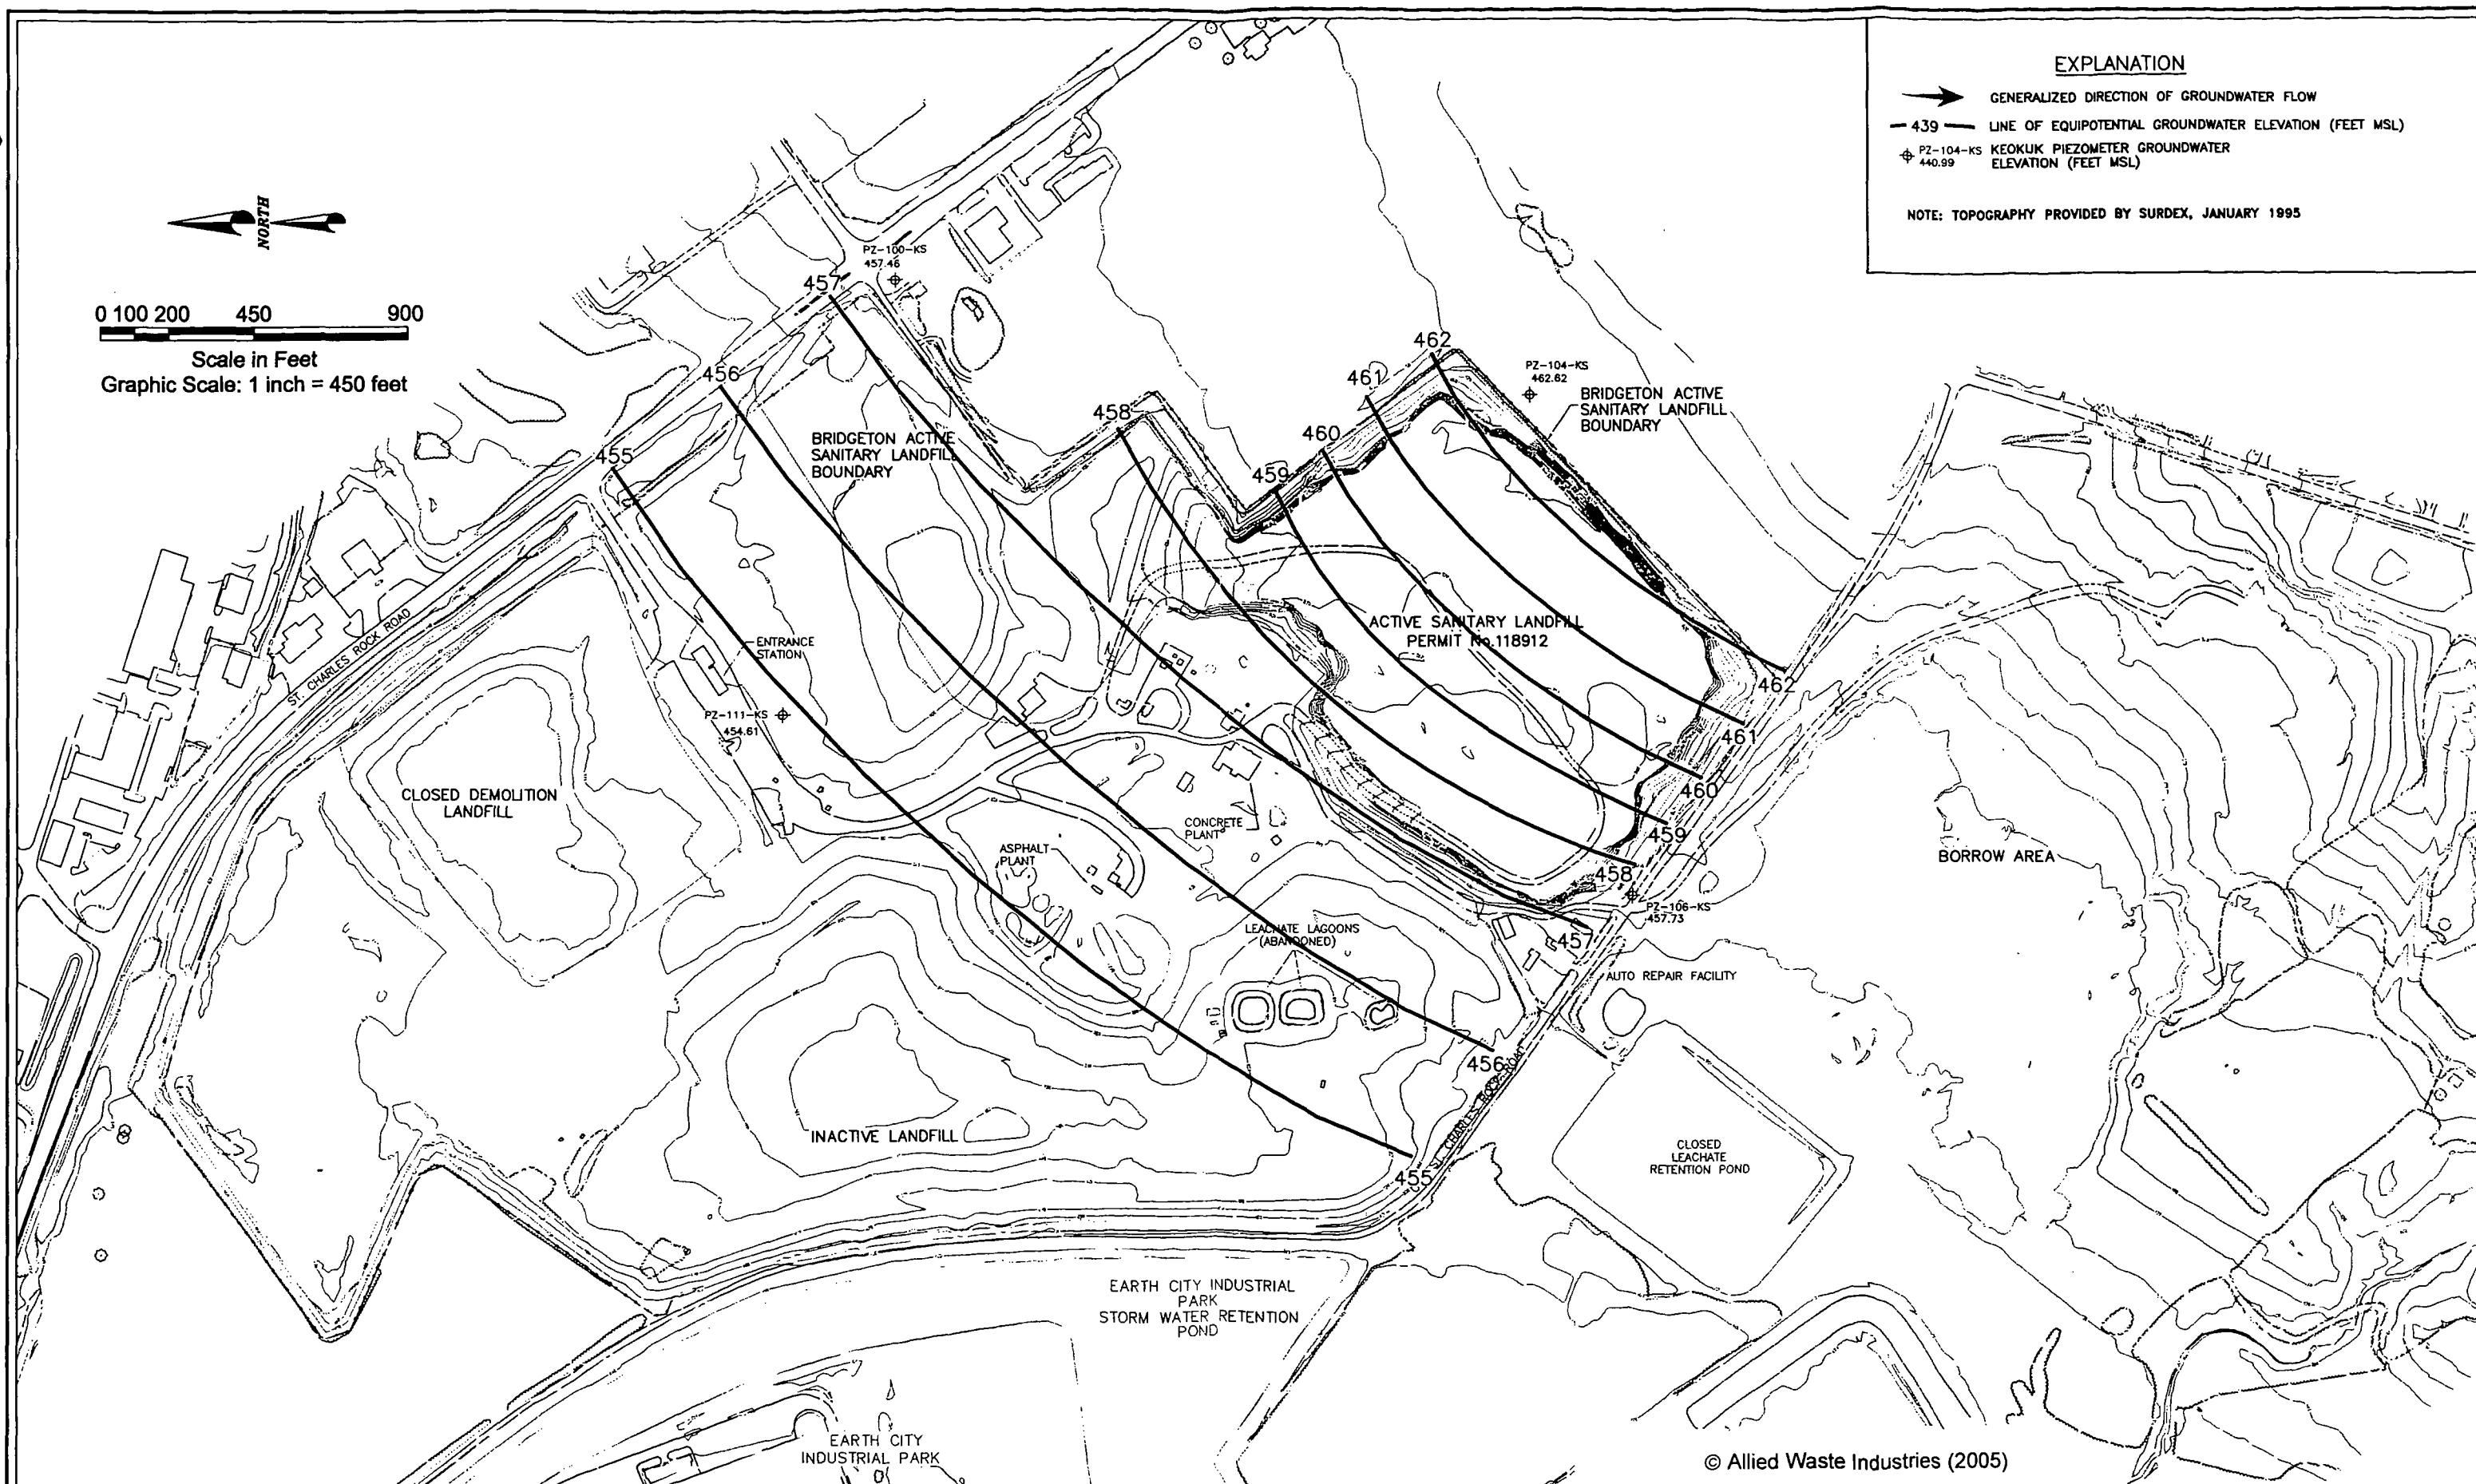 EXPLANATION
GENERALIZED DIRECTION OF GROUNDWATER FLOW
439 LINE OF EQUIPOTENTIAL GROUNDWATER ELEVATION (FEET MSL)
PZ-104-KS KEOKUK PIEZOMETER GROUNDWATER
440.99 ELEVATION (FEET MSL)
NOTE: TOPOGRAPHY PROVIDED BY SURDEX, JANUARY 1995
NORTH
0 100 200 450 900
Scale in Feet
Graphic Scale: 1 inch = 450 feet
PZ-100-KS
457.46
457
456
455
458
459
460
461
462
PZ-104-KS
462.62
BRIDGETON ACTIVE
SANITARY LANDFILL
BOUNDARY
BRIDGETON ACTIVE
SANITARY LANDFILL
BOUNDARY
ST. CHARLES ROCK ROAD
ENTRANCE
STATION
ACTIVE SANITARY LANDFILL
PERMIT No.118912
PZ-111-KS
454.61
462
461
460
459
458
457
456
455
CLOSED DEMOLITION
LANDFILL
CONCRETE
PLANT
ASPHALT
PLANT
BORROW AREA
PZ-106-KS
457.73
LEACHATE LAGOONS
(ABANDONED)
AUTO REPAIR FACILITY
CHARLES ROCK ROAD
INACTIVE LANDFILL
CLOSED
LEACHATE
RETENTION POND
EARTH CITY INDUSTRIAL
PARK
STORM WATER RETENTION
POND
EARTH CITY
INDUSTRIAL PARK
© Allied Waste Industries (2005)